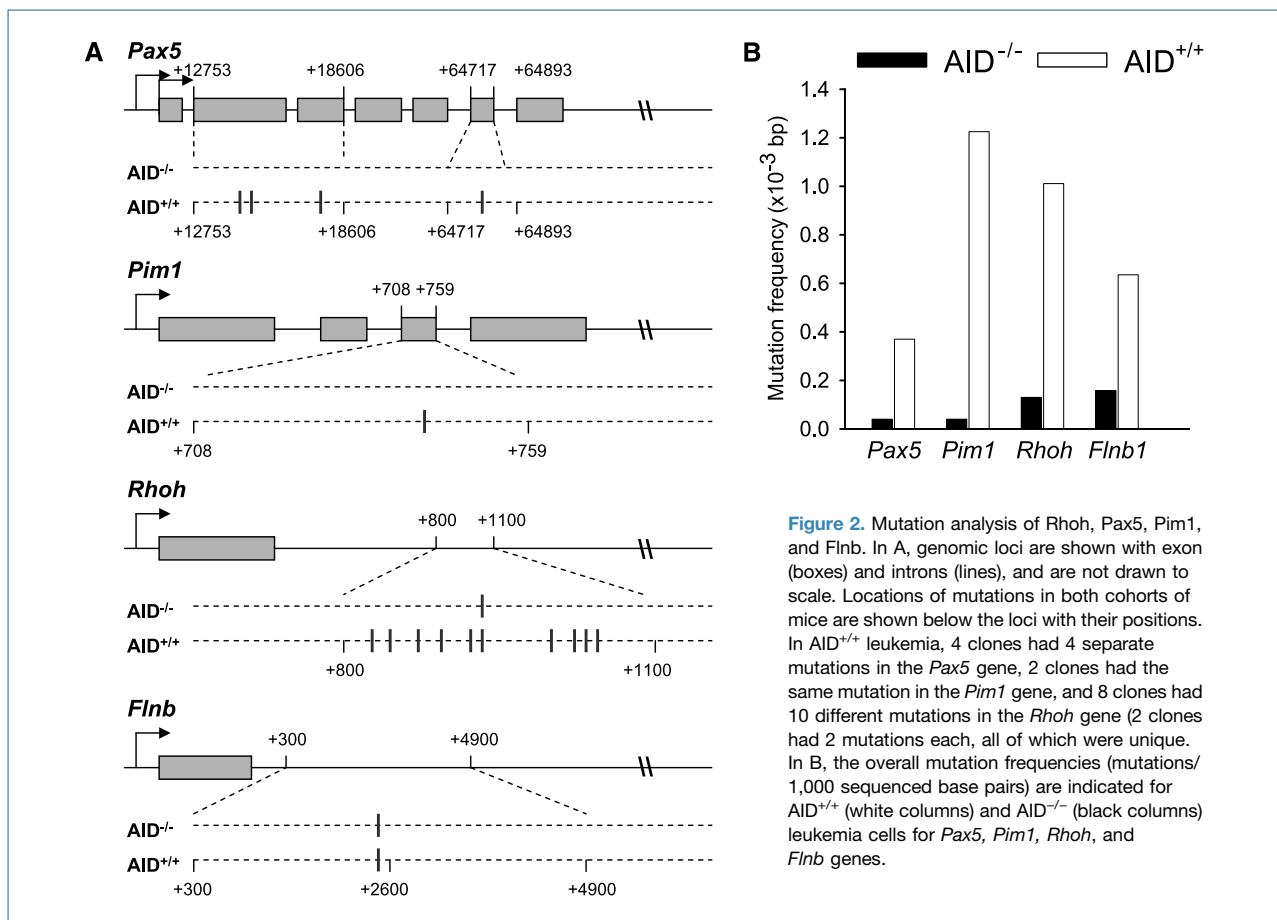 A
Pax5
+12753 +18606 +64717 +64893
AID-/-
AID+/+
+12753 +18606 +64717 +64893
Pim1
+708 +759
AID-/-
AID+/+
+708 +759
Rhoh
+800 +1100
AID-/-
AID+/+
+800 +1100
Flnb
+300 +4900
AID-/-
AID+/+
+300 +2600 +4900
B
AID-/- AID+/+
Mutation frequency (x10-3 bp)
1.4
1.2
1.0
0.8
0.6
0.4
0.2
0.0
Pax5 Pim1 Rhoh Flnb1
Figure 2. Mutation analysis of Rhoh, Pax5, Pim1,
and Flnb. In A, genomic loci are shown with exon
(boxes) and introns (lines), and are not drawn to
scale. Locations of mutations in both cohorts of
mice are shown below the loci with their positions.
In AID+/+ leukemia, 4 clones had 4 separate
mutations in the Pax5 gene, 2 clones had the
same mutation in the Pim1 gene, and 8 clones had
10 different mutations in the Rhoh gene (2 clones
had 2 mutations each, all of which were unique.
In B, the overall mutation frequencies (mutations/
1,000 sequenced base pairs) are indicated for
AID+/+ (white columns) and AID−/− (black columns)
leukemia cells for Pax5, Pim1, Rhoh, and
Flnb genes.